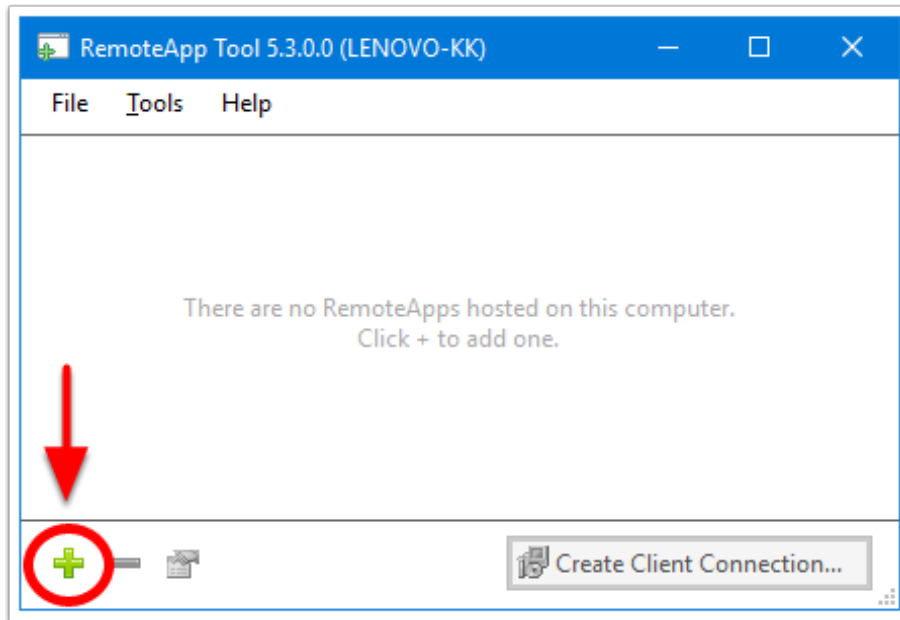 RemoteApp Tool 5.3.0.0 (LENOVO-KK)
File Tools Help
There are no RemoteApps hosted on this computer.
Click + to add one.
Create Client Connection...